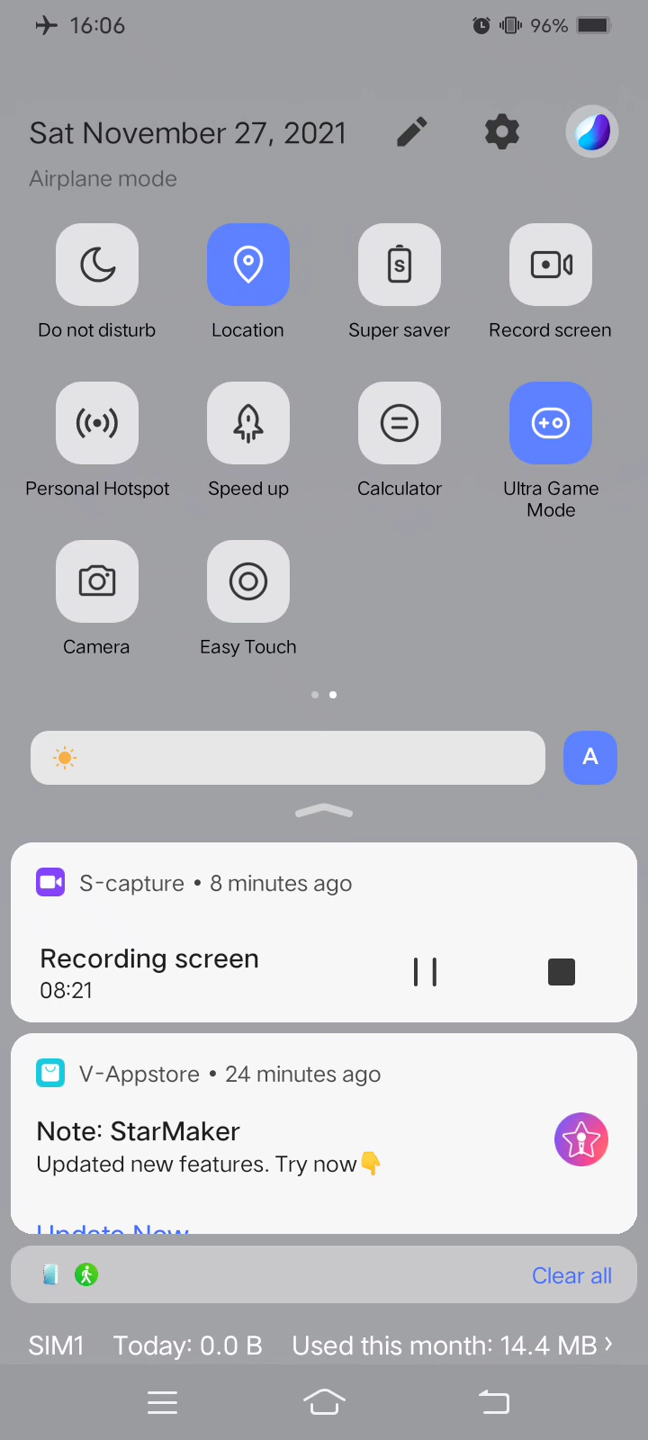 16:06
96%
Sat November 27, 2021
Airplane mode
Do not disturb
Location
Super saver
Record screen
Personal Hotspot
Speed up
Calculator
Ultra Game
Mode
Camera
Easy Touch
A
S-capture • 8 minutes ago
Recording screen
08:21
V-Appstore • 24 minutes ago
Note: StarMaker
Updated new features. Try now👇
Update Now
Clear all
SIM1 Today: 0.0 B Used this month: 14.4 MB ›